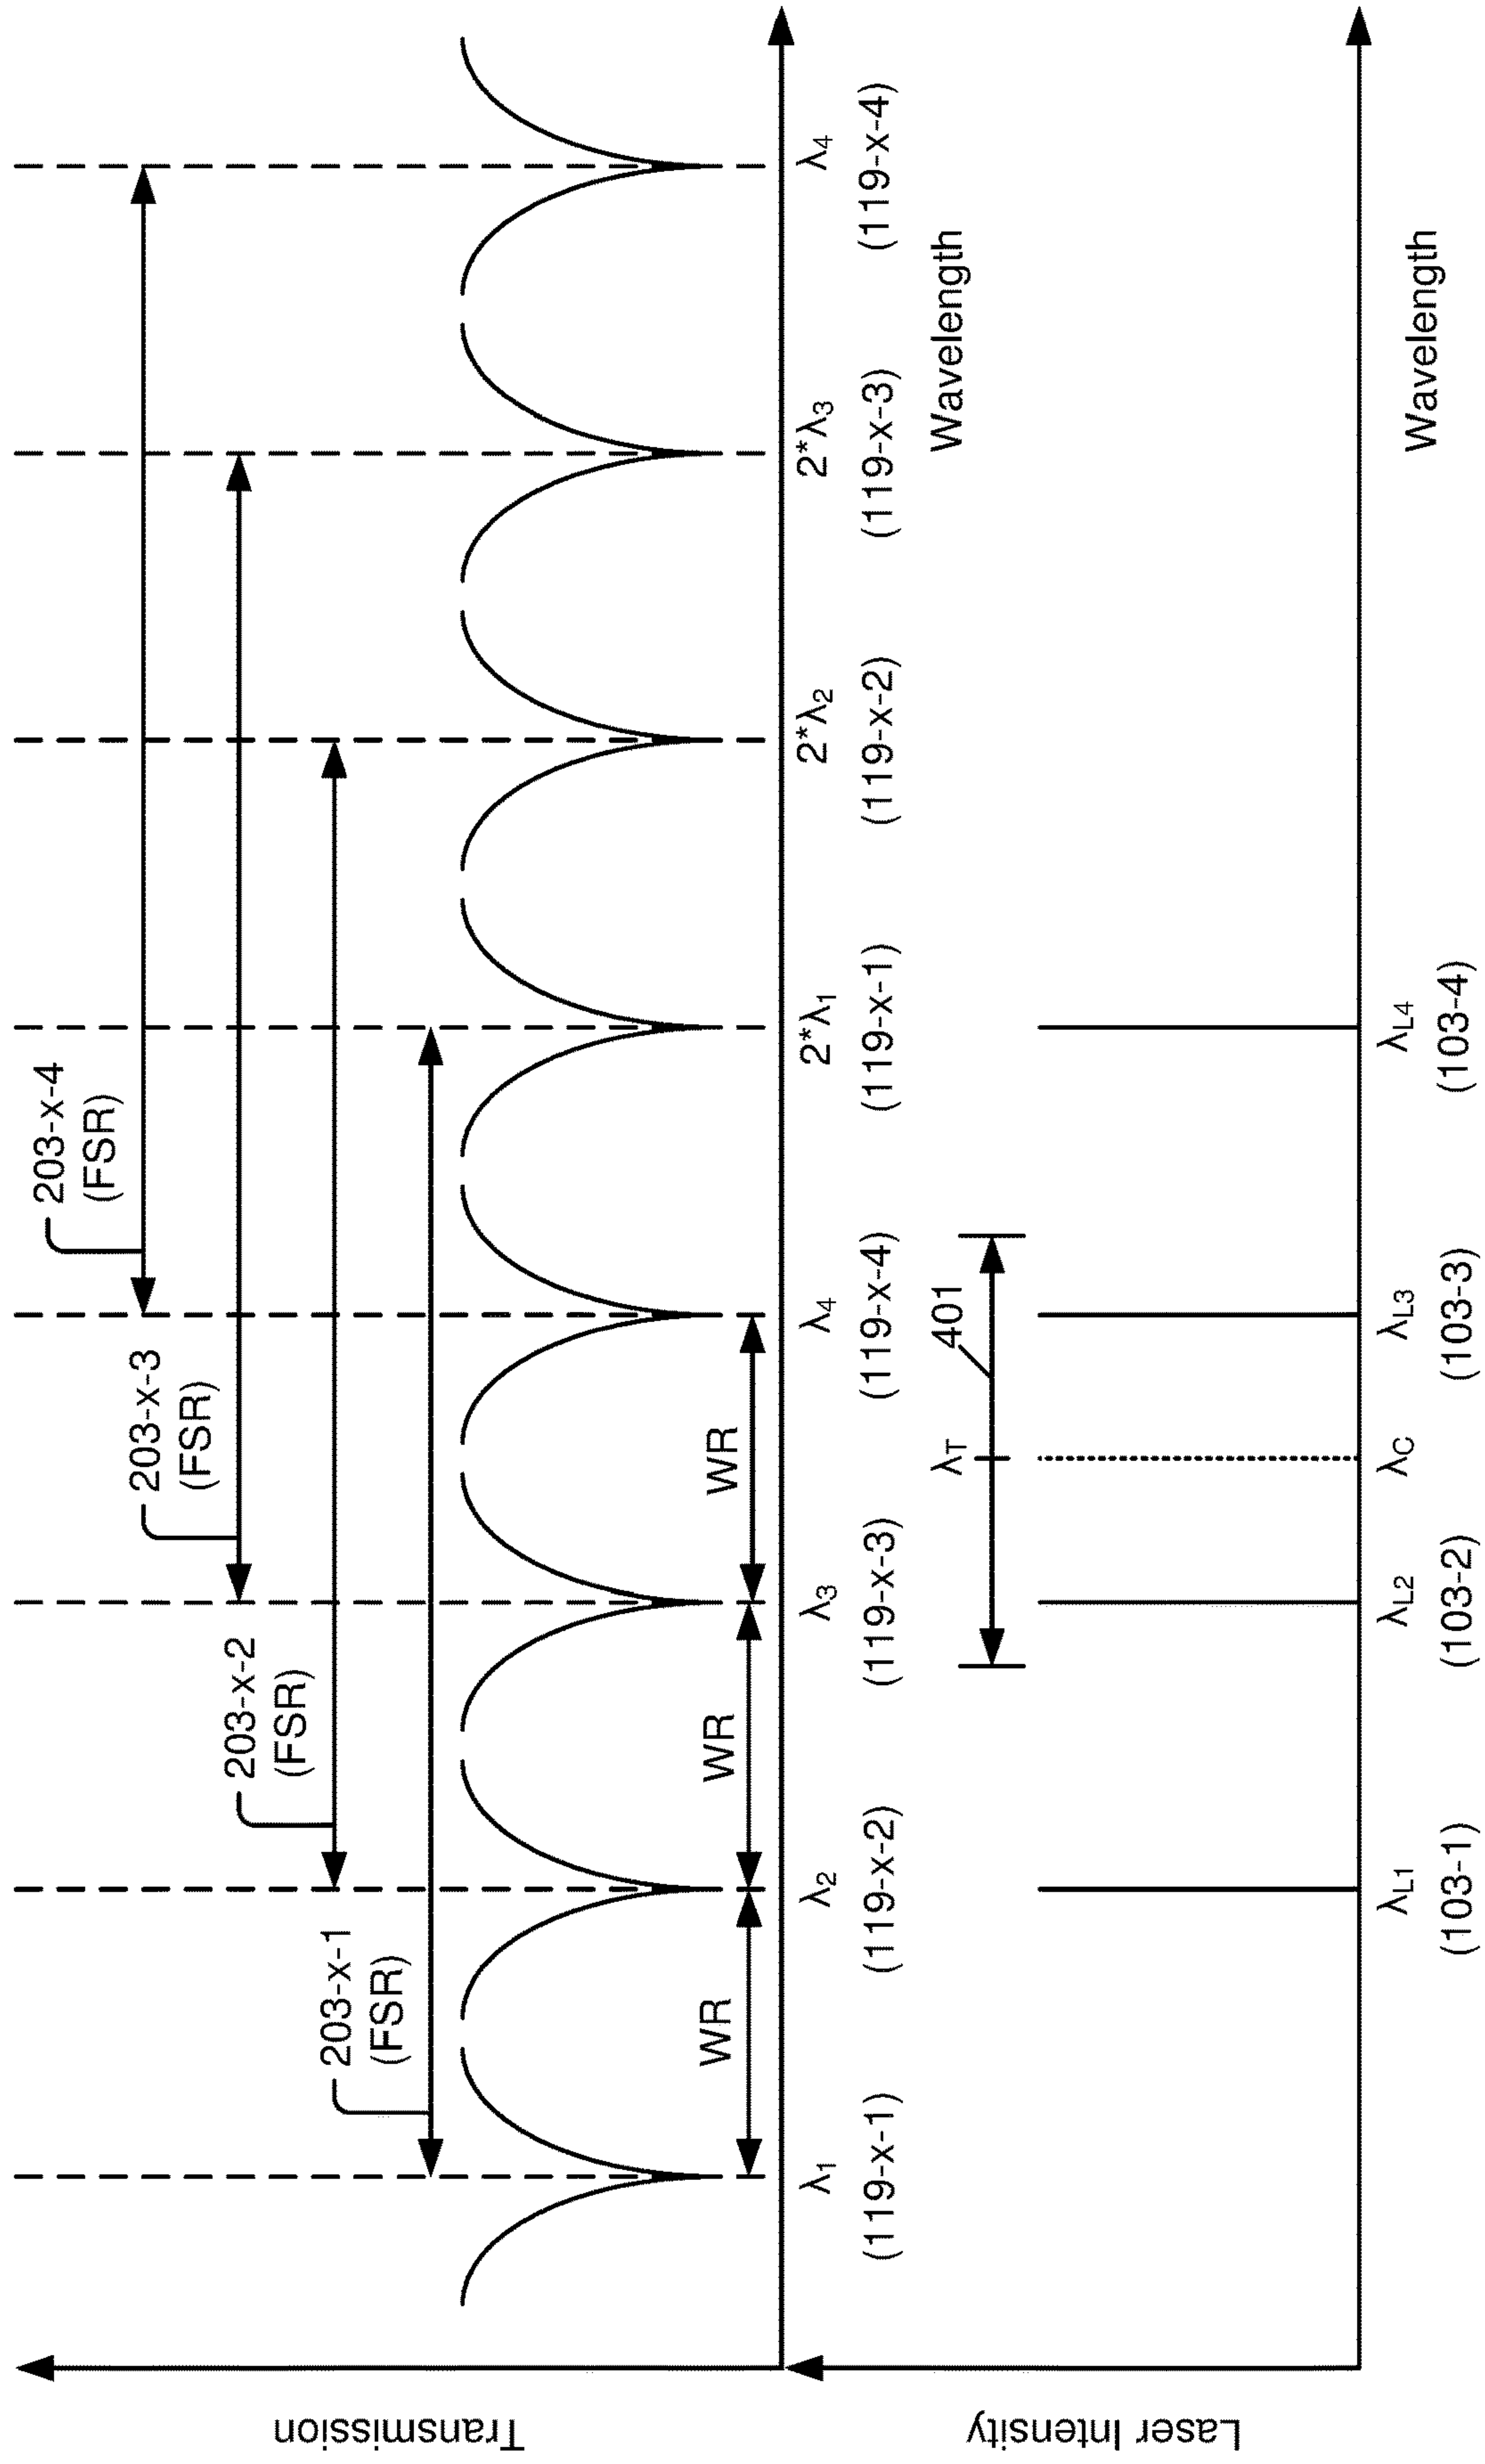 203-x-4
(FSR)
203-x-3
(FSR)
203-x-2
(FSR)
203-x-1
(FSR)
Transmission
WR
WR
WR
λ1
λ2
λ3
λ4
2*λ1
2*λ2
2*λ3
λ4
(119-x-1)
(119-x-2)
(119-x-3)
(119-x-4)
(119-x-1)
(119-x-2)
(119-x-3)
(119-x-4)
Wavelength
λT
401
Laser Intensity
λL1
λL2
λC
λL3
λL4
Wavelength
(103-1)
(103-2)
(103-3)
(103-4)